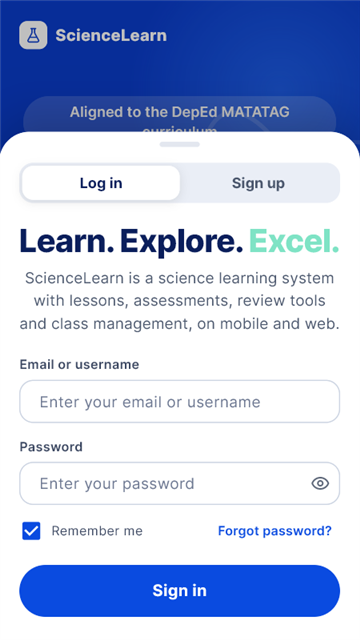 ScienceLearn
Aligned to the DepEd MATATAG
curriculum
Log in
Sign up
Learn. Explore. Excel.
ScienceLearn is a science learning system
with lessons, assessments, review tools
and class management, on mobile and web.
Email or username
Enter your email or username
Password
Enter your password
Remember me
Forgot password?
Sign in